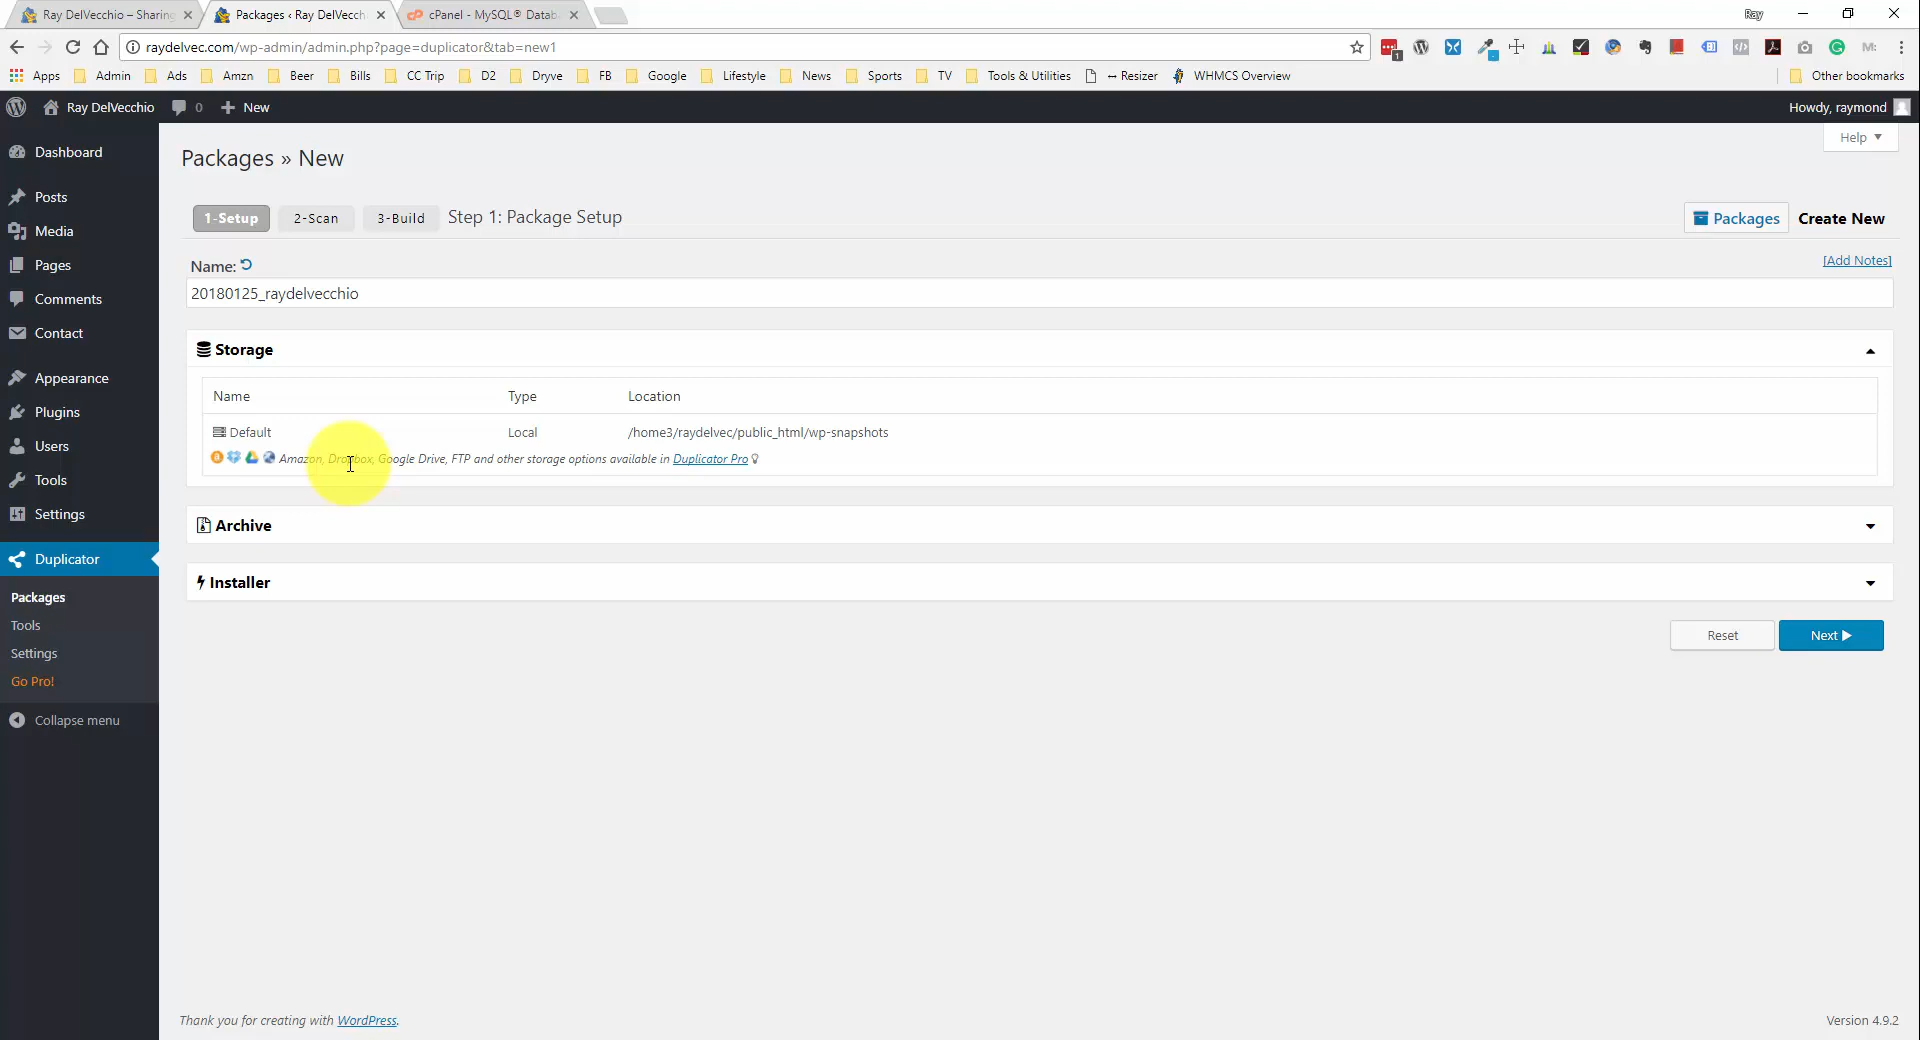 Ray DelVecchio – Sharing
Packages ‹ Ray DelVecch
cPanel - MySQL® Datab
Ray
raydelvec.com/wp-admin/admin.php?page=duplicator&tab=new1
Apps
Admin
Ads
Amzn
Beer
Bills
CC Trip
D2
Dryve
FB
Google
Lifestyle
News
Sports
TV
Tools & Utilities
↔ Resizer
WHMCS Overview
Other bookmarks
Ray DelVecchio
0
New
Howdy, raymond
Dashboard
Posts
Media
Pages
Comments
Contact
Appearance
Plugins
Users
Tools
Settings
Duplicator
Packages
Tools
Settings
Go Pro!
Collapse menu
Help
Packages » New
1-Setup
2-Scan
3-Build
Step 1: Package Setup
Packages
Create New
Name:
[Add Notes]
20180125_raydelvecchio
Storage
Name
Type
Location
Default
Local
/home3/raydelvec/public_html/wp-snapshots
Amazon, Dropbox, Google Drive, FTP and other storage options available in Duplicator Pro
Archive
Installer
Reset
Next
Thank you for creating with WordPress.
Version 4.9.2